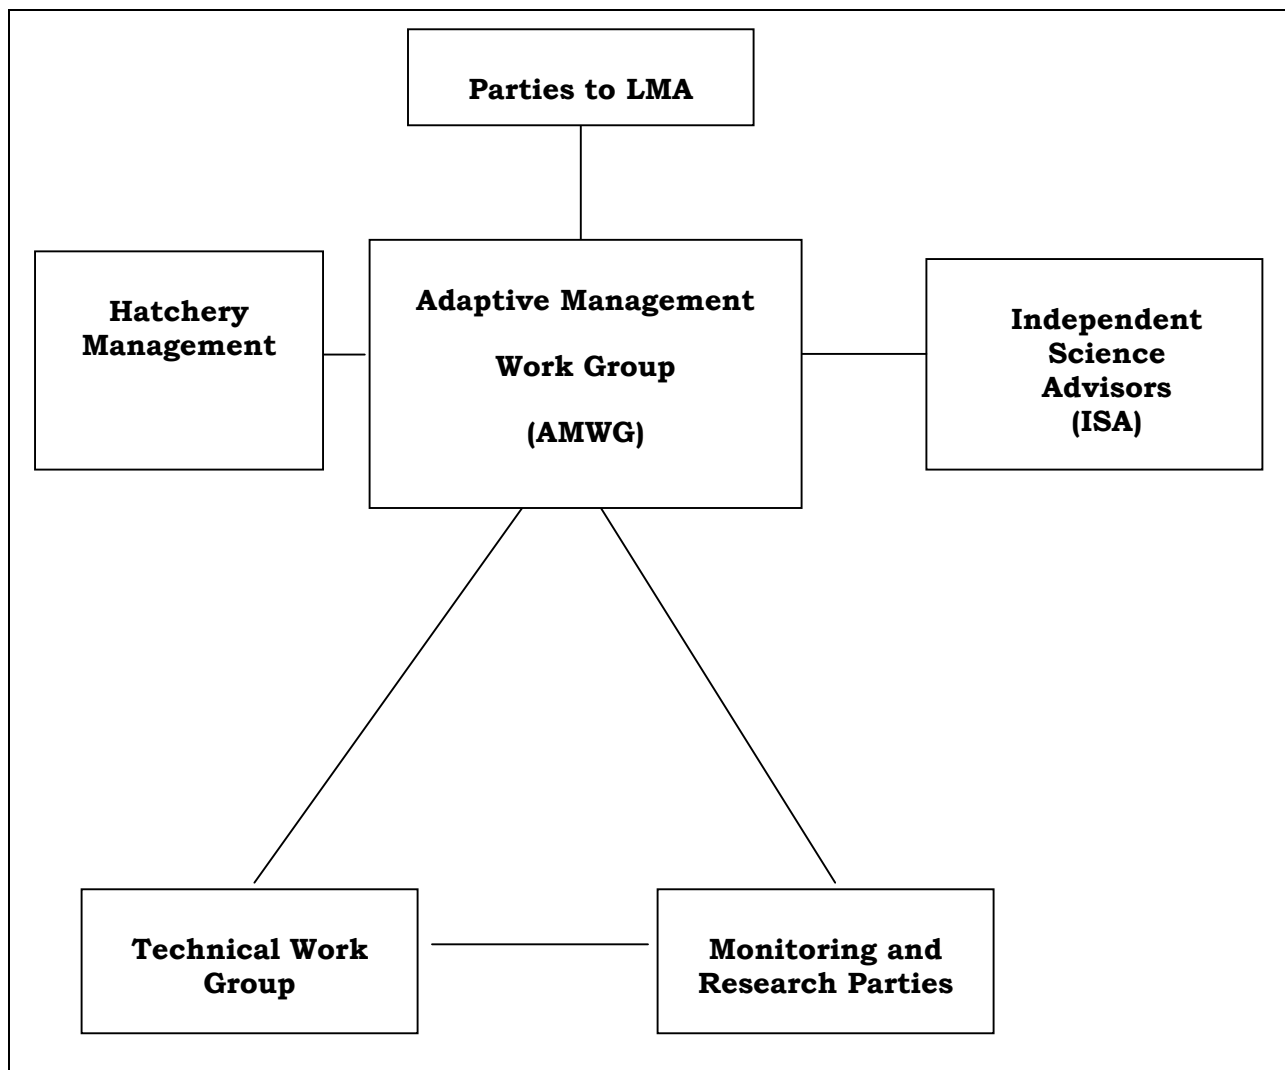 Parties to LMA
Hatchery
Management
Adaptive Management
Work Group
(AMWG)
Independent
Science
Advisors
(ISA)
Technical Work
Group
Monitoring and
Research Parties